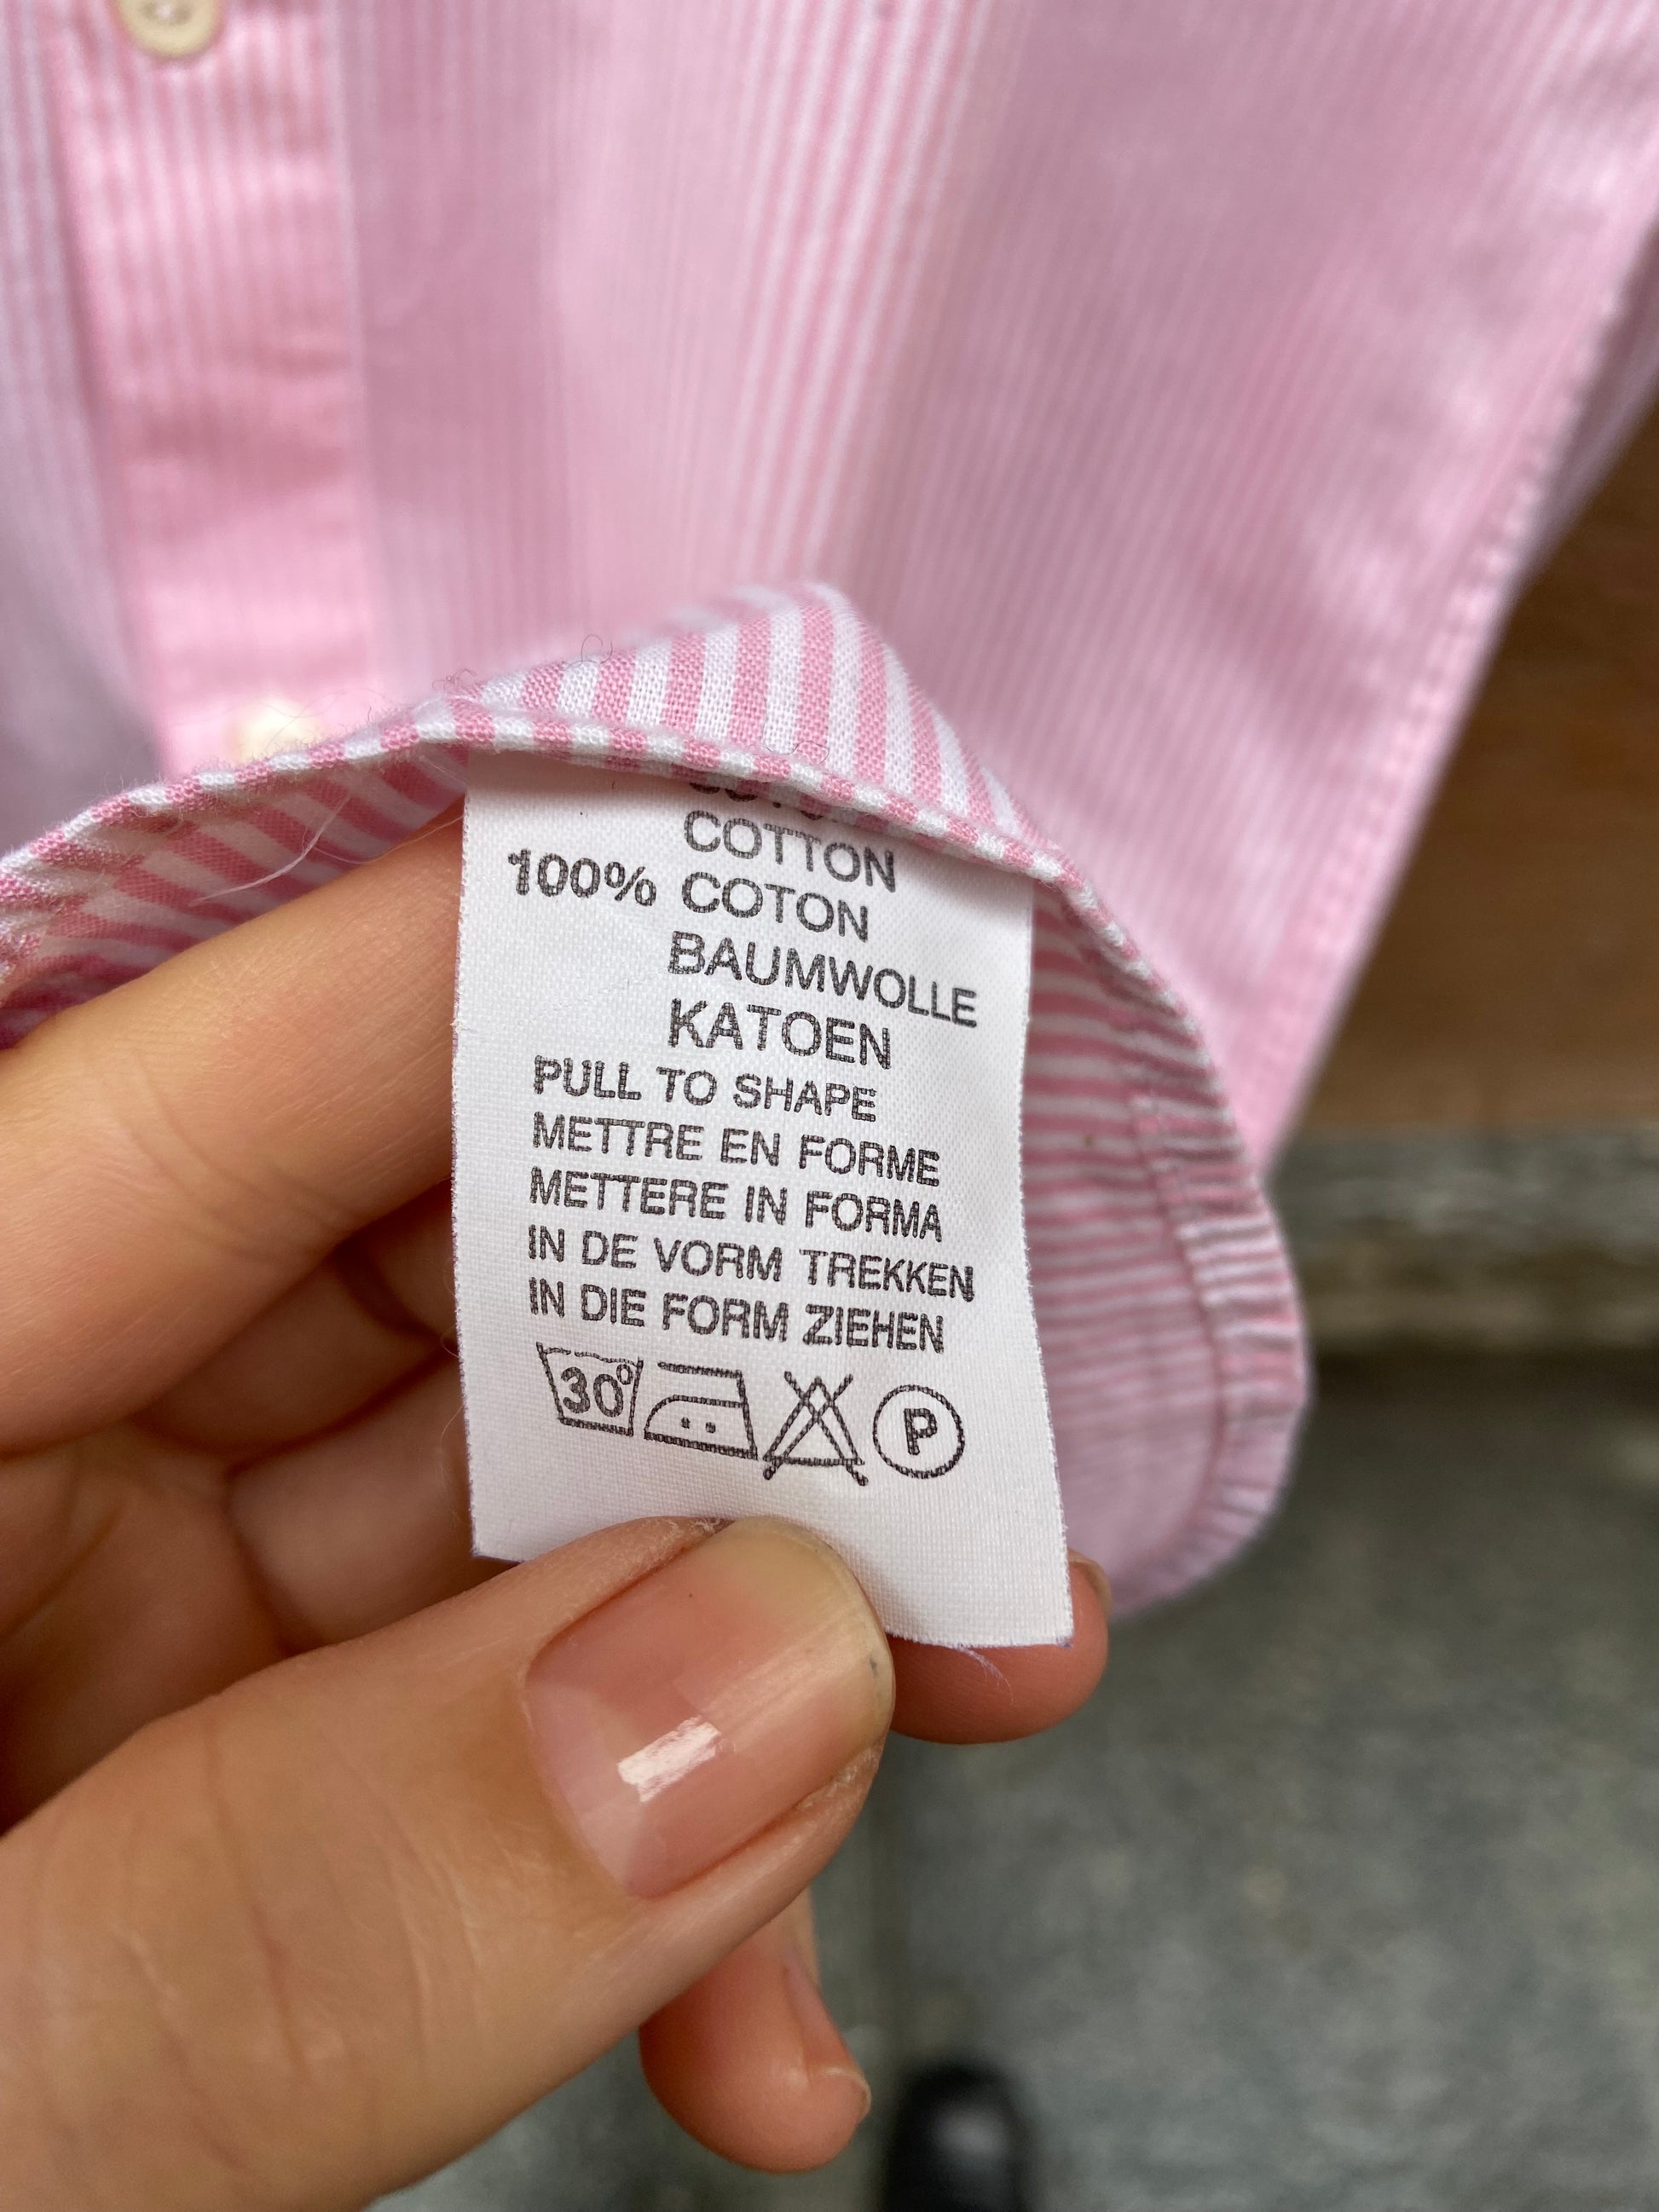 COTTON
100% COTON
BAUMWOLLE
KATOEN
PULL TO SHAPE
METTRE EN FORME
METTERE IN FORMA
IN DE VORM TREKKEN
IN DIE FORM ZIEHEN
30° P